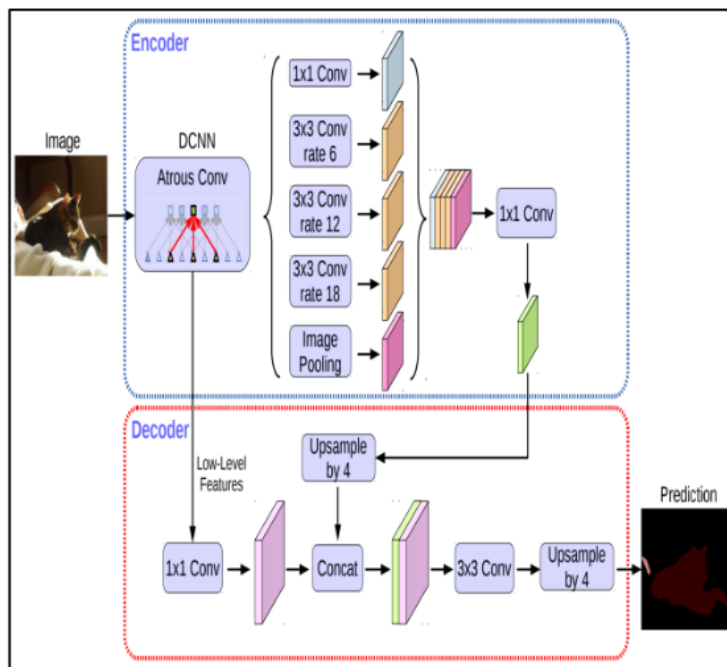 Encoder
Image
DCNN
Atrous Conv
1x1 Conv
3x3 Conv
rate 6
3x3 Conv
rate 12
3x3 Conv
rate 18
Image
Pooling
1x1 Conv
Decoder
Low-Level
Features
Upsample
by 4
1x1 Conv
Concat
3x3 Conv
Upsample
by 4
Prediction